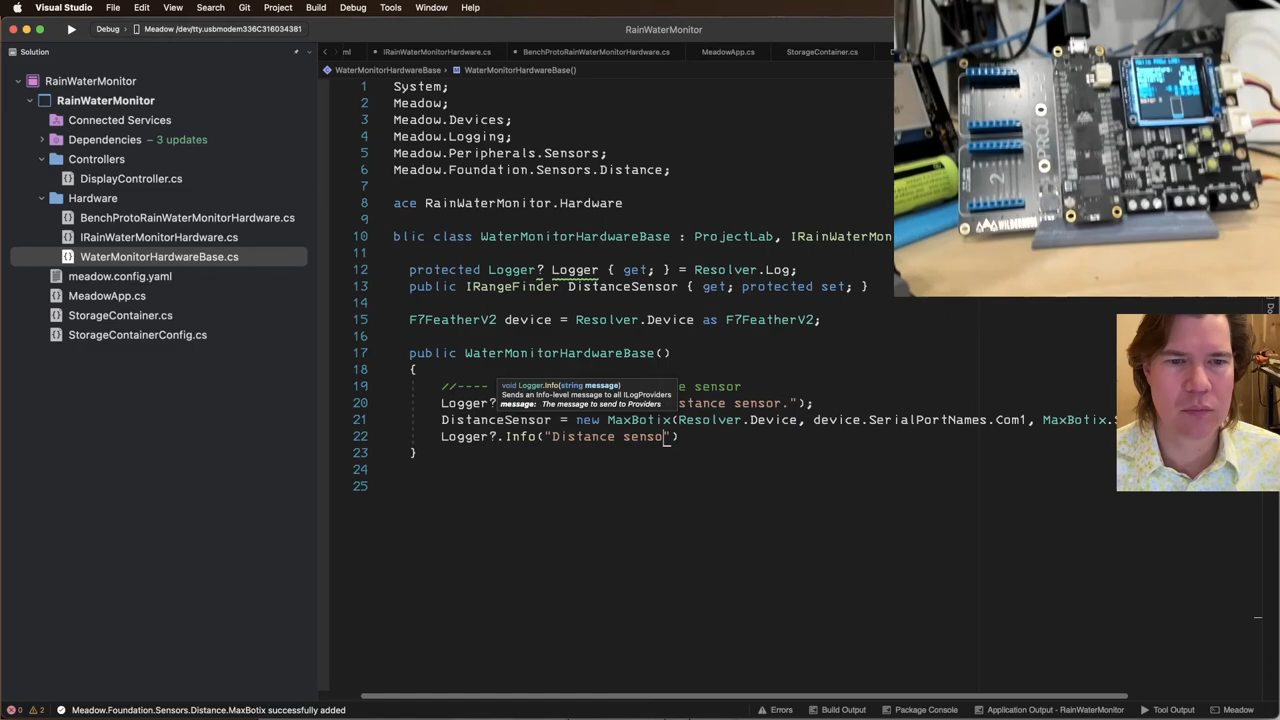 Visual Studio File Edit View Search Git Project Build Debug Tools Window Help
Debug Meadow /dev/tty.usbmodem336C316034381 RainWaterMonitor
Solution
ml IRainWaterMonitorHardware.cs BenchProtoRainWaterMonitorHardware.cs MeadowApp.cs StorageContainer.cs
WaterMonitorHardwareBase WaterMonitorHardwareBase()
RainWaterMonitor
RainWaterMonitor
Connected Services
Dependencies – 3 updates
Controllers
DisplayController.cs
Hardware
BenchProtoRainWaterMonitorHardware.cs
IRainWaterMonitorHardware.cs
WaterMonitorHardwareBase.cs
meadow.config.yaml
MeadowApp.cs
StorageContainer.cs
StorageContainerConfig.cs
1 System;
2 Meadow;
3 Meadow.Devices;
4 Meadow.Logging;
5 Meadow.Peripherals.Sensors;
6 Meadow.Foundation.Sensors.Distance;
7
8 ace RainWaterMonitor.Hardware
9
10 blic class WaterMonitorHardwareBase : ProjectLab, IRainWaterMon
11
12 protected Logger? Logger { get; } = Resolver.Log;
13 public IRangeFinder DistanceSensor { get; protected set; }
14
15 F7FeatherV2 device = Resolver.Device as F7FeatherV2;
16
17 public WaterMonitorHardwareBase()
18 {
19 //---- e sensor
20 Logger? stance sensor.");
21 DistanceSensor = new MaxBotix(Resolver.Device, device.SerialPortNames.Com1, MaxBotix.S
22 Logger?.Info("Distance senso")
23 }
24
25
void Logger.Info(string message)
Sends an Info-level message to all ILogProviders
message: The message to send to Providers
2
WILDERNESS
0 2 Meadow.Foundation.Sensors.Distance.MaxBotix successfully added
Errors Build Output Package Console Application Output - RainWaterMonitor Tool Output Meadow